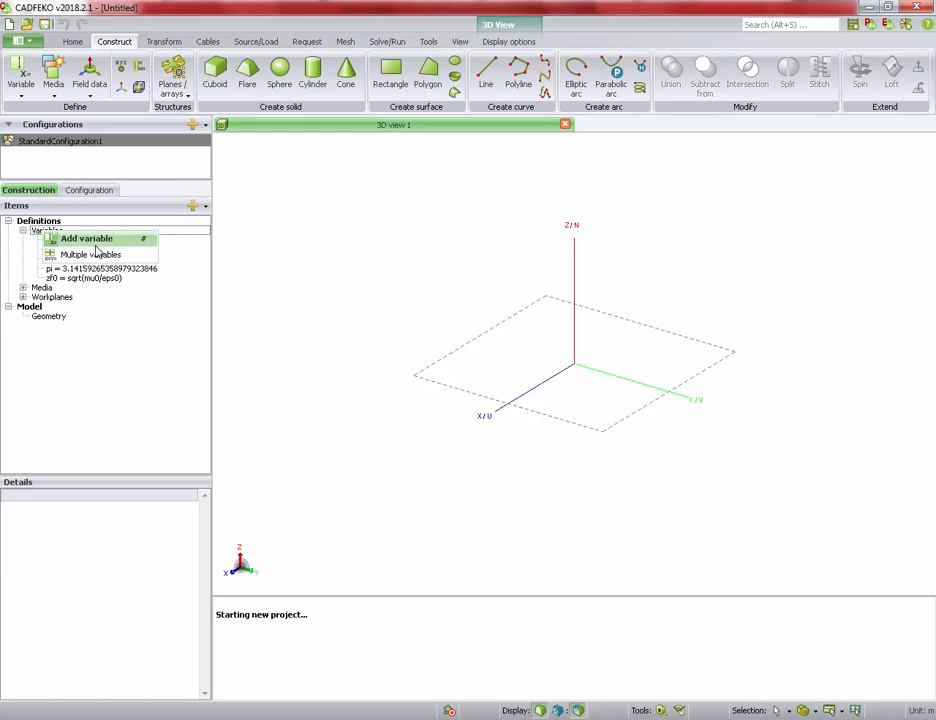 CADFEKO v2018.2.1 - [Untitled]
3D View
Search (Alt+S)
Home
Construct
Transform
Cables
Source/Load
Request
Mesh
Solve/Run
Tools
View
Display options
Variable
Media
Field data
Planes / arrays
Cuboid
Flare
Sphere
Cylinder
Cone
Rectangle
Polygon
Line
Polyline
Elliptic arc
Parabolic arc
Union
Subtract from
Intersection
Split
Stitch
Spin
Loft
Define
Structures
Create solid
Create surface
Create curve
Create arc
Modify
Extend
Configurations
3D view 1
StandardConfiguration1
Construction
Configuration
Items
Definitions
Variables
Add variable #
Multiple variables
pi = 3.14159265358979323846
zf0 = sqrt(mu0/eps0)
Media
Workplanes
Model
Geometry
Z/N
X/U
Y/V
Details
Z
X
Y
Starting new project...
Display:
Tools:
Selection:
Unit: m